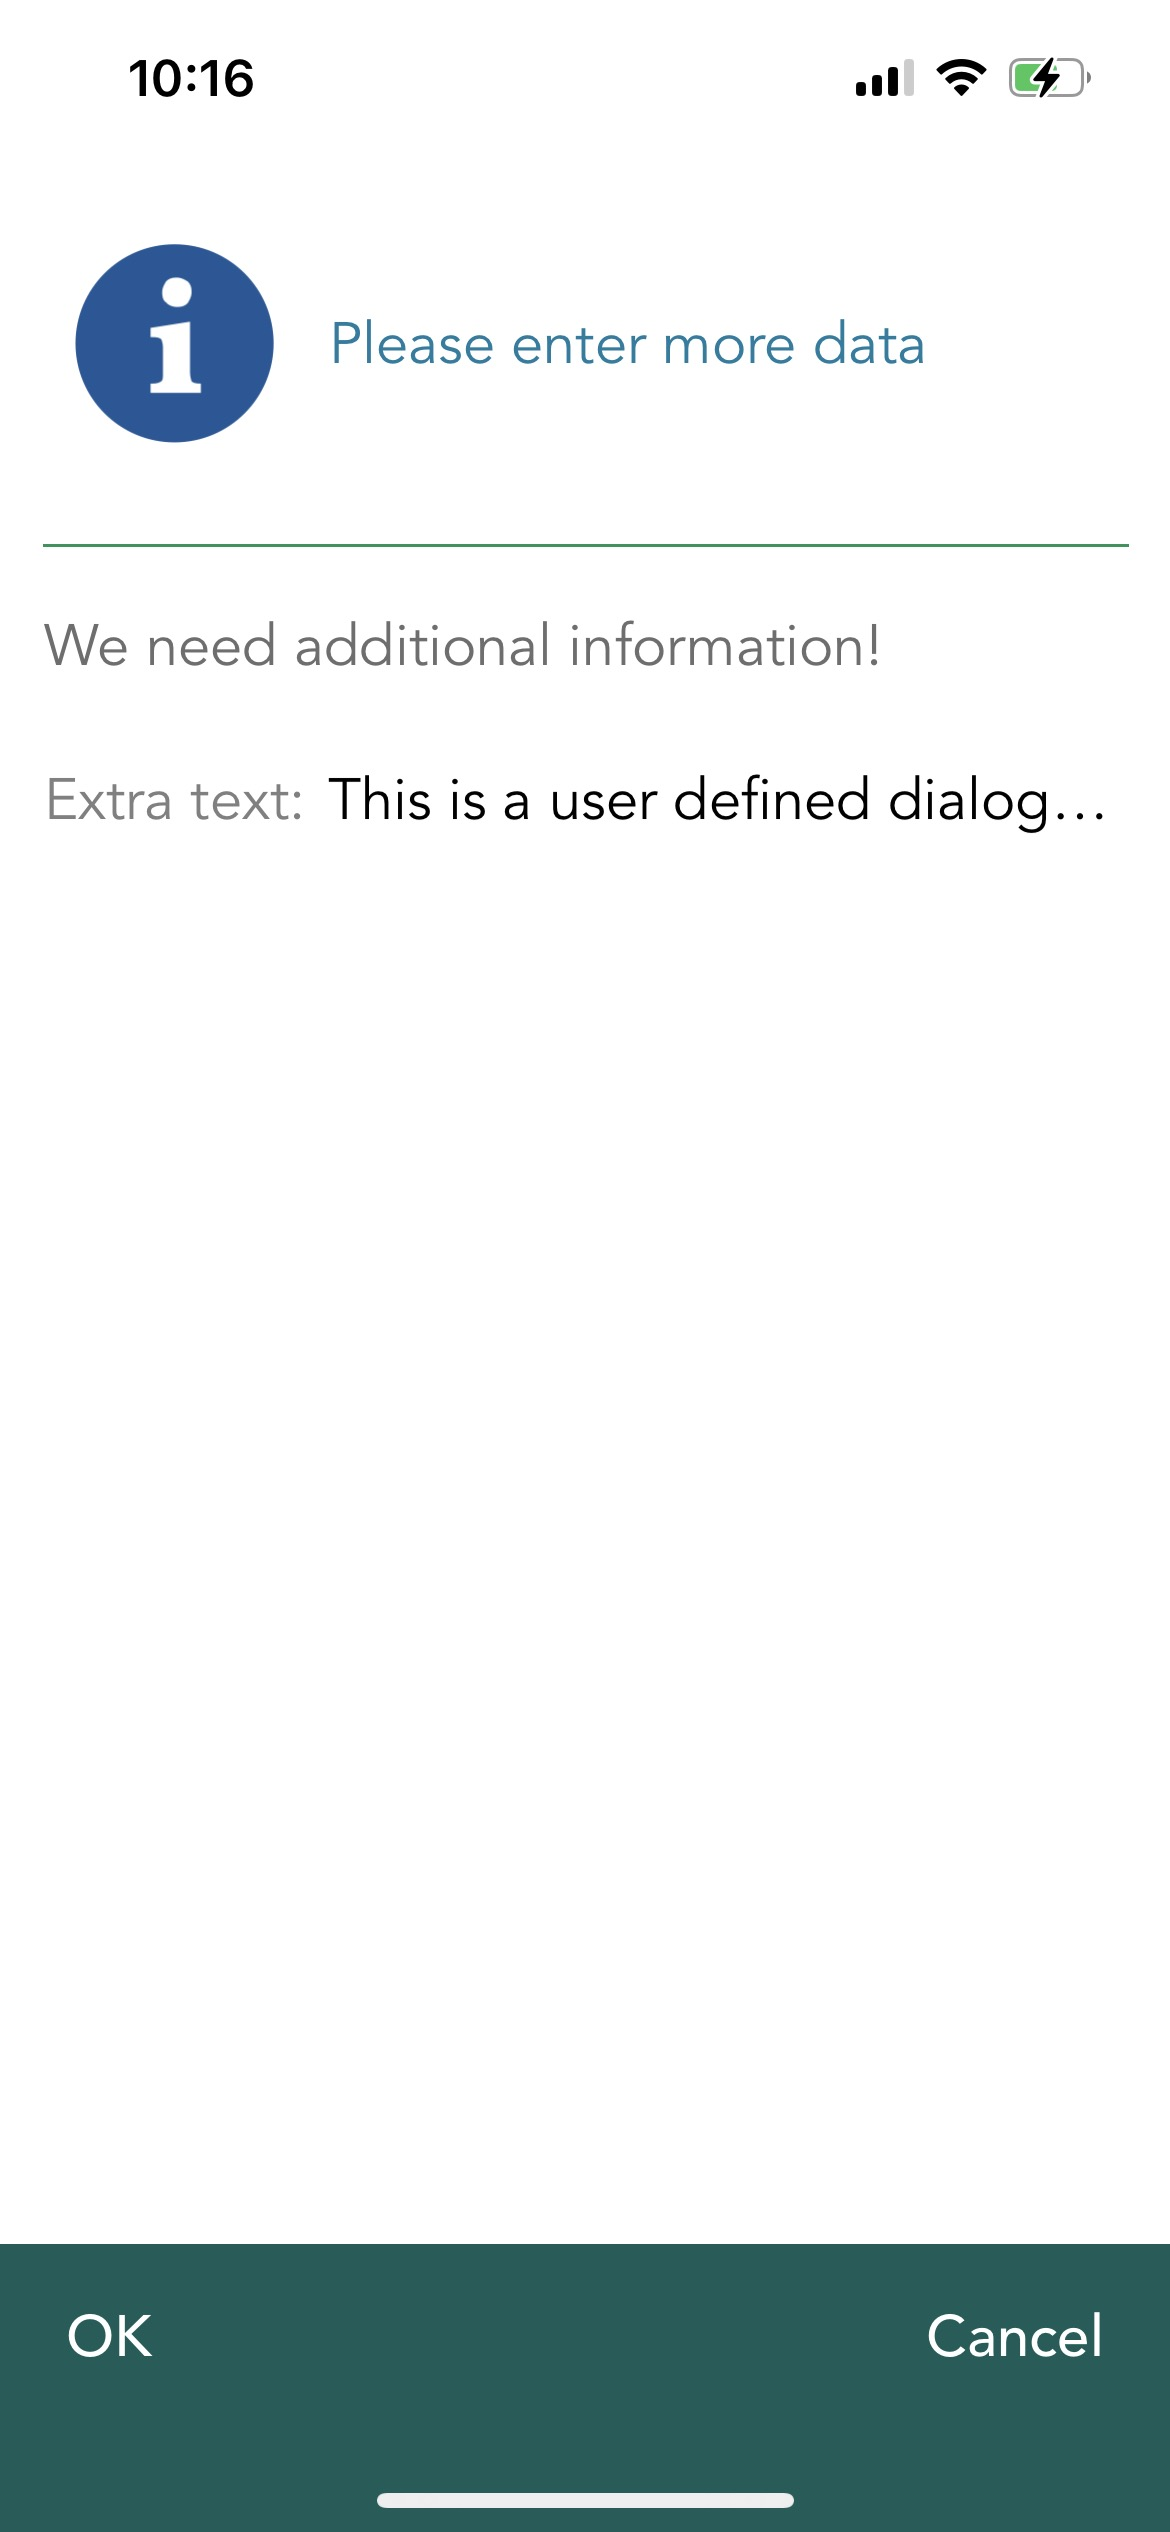 10:16
Please enter more data
We need additional information!
Extra text: This is a user defined dialog...
OK Cancel